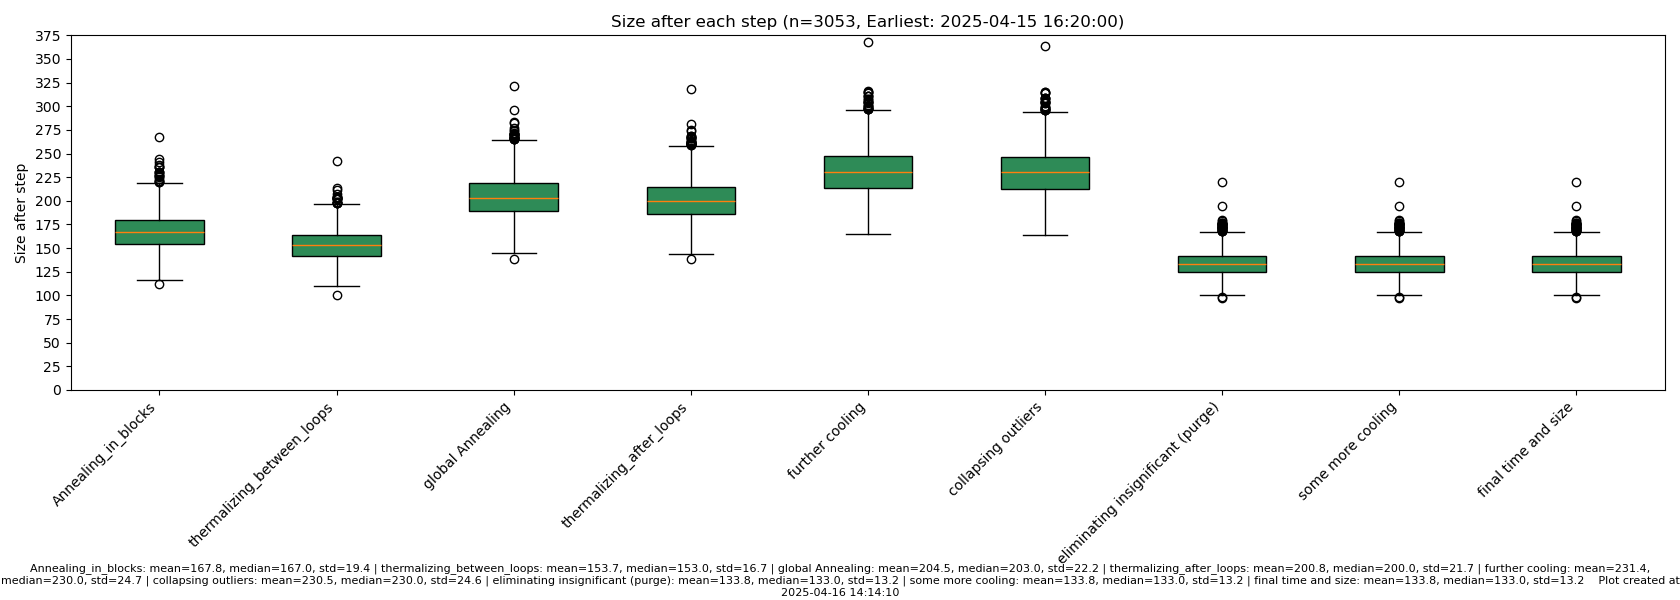 Size after each step (n=3053, Earliest: 2025-04-15 16:20:00)
375
350
325
300
275
250
225
200
175
150
125
100
75
50
25
0
Size after step
Annealing_in_blocks
thermalizing_between_loops
global Annealing
thermalizing_after_loops
further cooling
collapsing outliers
eliminating insignificant (purge)
some more cooling
final time and size
Annealing_in_blocks: mean=167.8, median=167.0, std=19.4 | thermalizing_between_loops: mean=153.7, median=153.0, std=16.7 | global Annealing: mean=204.5, median=203.0, std=22.2 | thermalizing_after_loops: mean=200.8, median=200.0, std=21.7 | further cooling: mean=231.4,
median=230.0, std=24.7 | collapsing outliers: mean=230.5, median=230.0, std=24.6 | eliminating insignificant (purge): mean=133.8, median=133.0, std=13.2 | some more cooling: mean=133.8, median=133.0, std=13.2 | final time and size: mean=133.8, median=133.0, std=13.2    Plot created at
2025-04-16 14:14:10